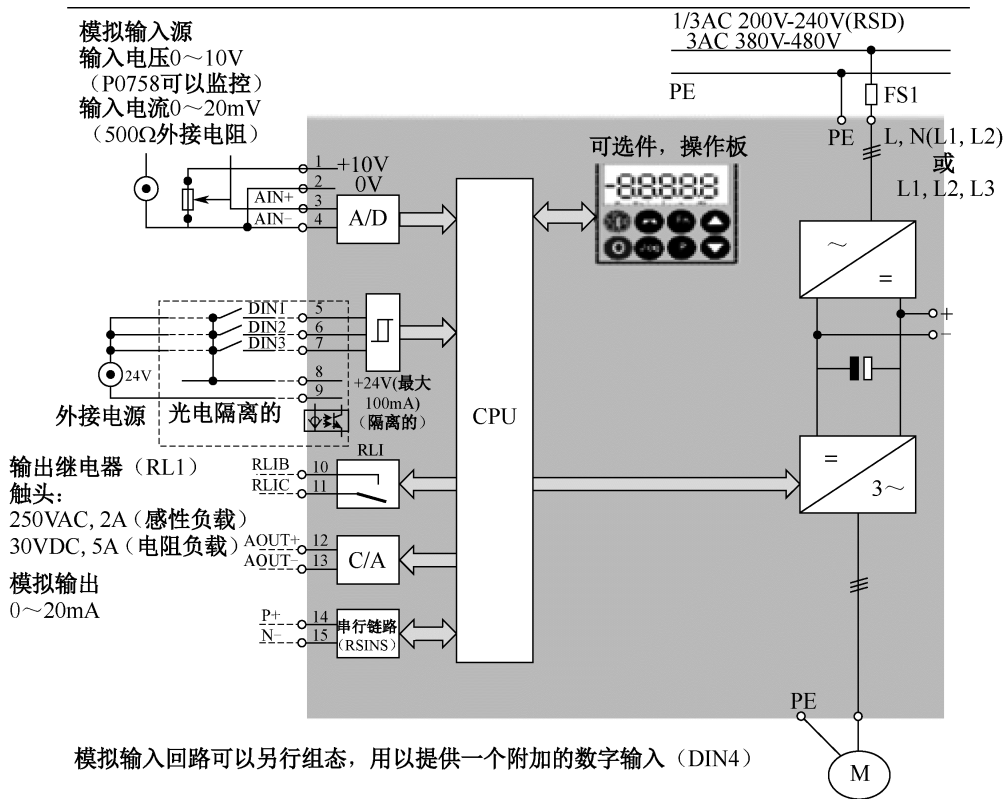 模拟输入源
输入电压0～10V
（P0758可以监控）
输入电流0～20mV
（500Ω外接电阻）
1/3AC 200V-240V(RSD)
3AC 380V-480V
PE
FS1
PE
L, N(L1, L2)
或
L1, L2, L3
可选件，操作板
-88888
Jog
P
1
+10V
2
0V
AIN+
3
AIN−
4
A/D
～
=
+
−
DIN1
5
DIN2
6
DIN3
7
8
9
24V
外接电源
光电隔离的
+24V(最大
100mA)
（隔离的）
CPU
RLI
输出继电器（RL1）
触头：
250VAC, 2A（感性负载）
30VDC, 5A（电阻负载）
RLIB
10
RLIC
11
=
3～
AOUT+
12
AOUT−
13
C/A
模拟输出
0～20mA
P+
14
N−
15
串行链路
（RSINS）
PE
M
模拟输入回路可以另行组态，用以提供一个附加的数字输入（DIN4）